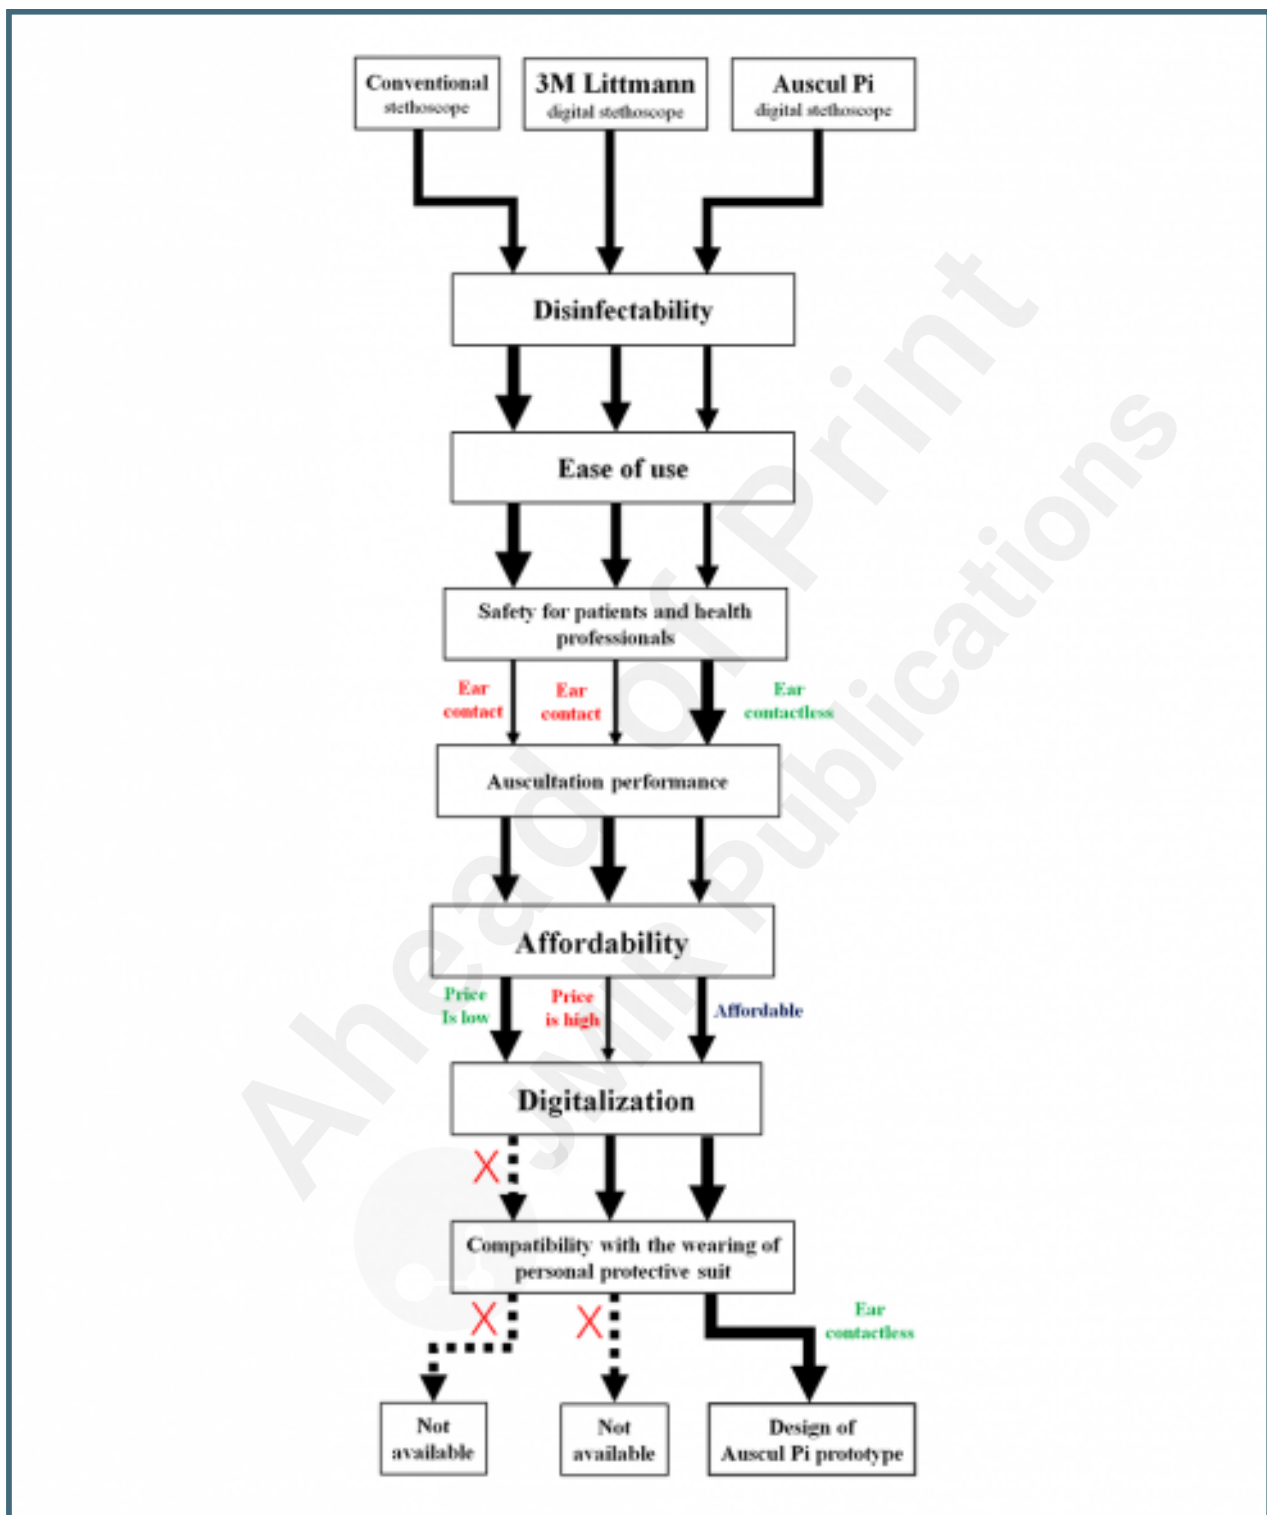 Conventional
stethoscope
3M Littmann
digital stethoscope
Auscul Pi
digital stethoscope
Disinfectability
Ease of use
Safety for patients and health
professionals
Ear
contact
Ear
contact
Ear
contactless
Auscultation performance
Affordability
Price
Is low
Price
is high
Affordable
Digitalization
X
Compatibility with the wearing of
personal protective suit
X
X
Ear
contactless
Not
available
Not
available
Design of
Auscul Pi prototype
Ahead of Print
JMIR Publications